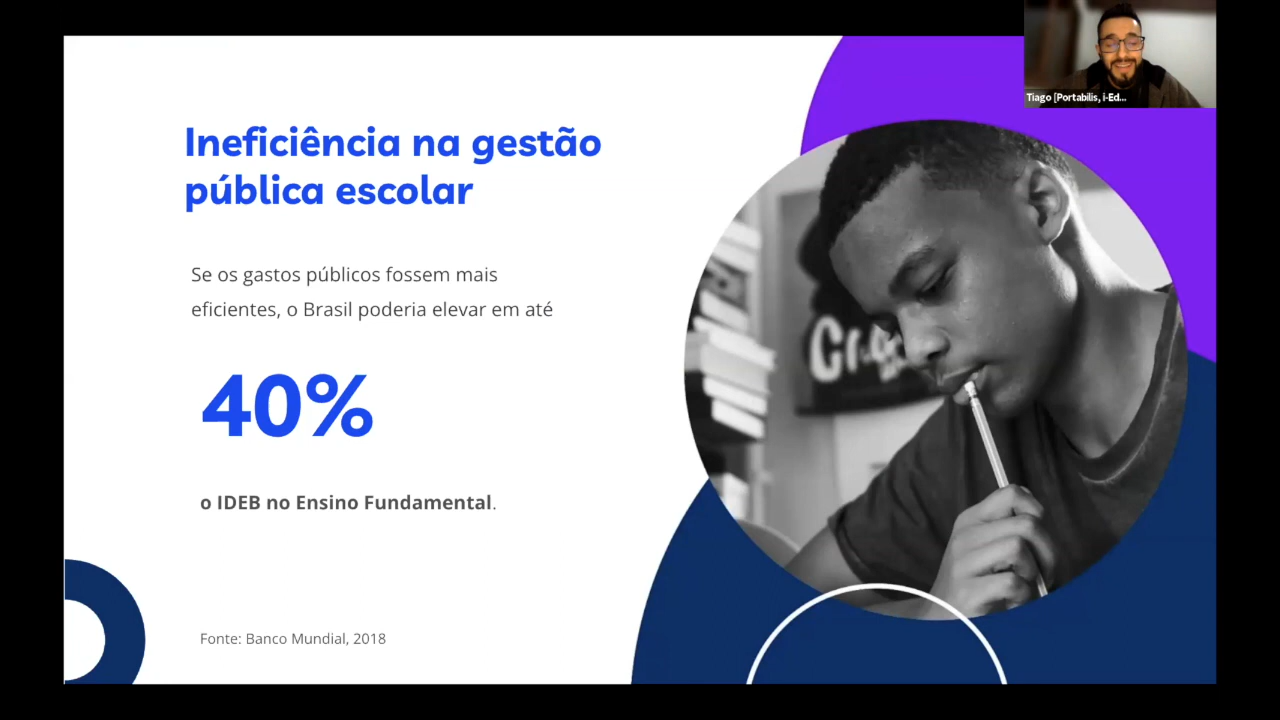 Tiago [Portabilis, i-Ed...
Ineficiência na gestão
pública escolar
Se os gastos públicos fossem mais
eficientes, o Brasil poderia elevar em até
40%
o IDEB no Ensino Fundamental.
Fonte: Banco Mundial, 2018